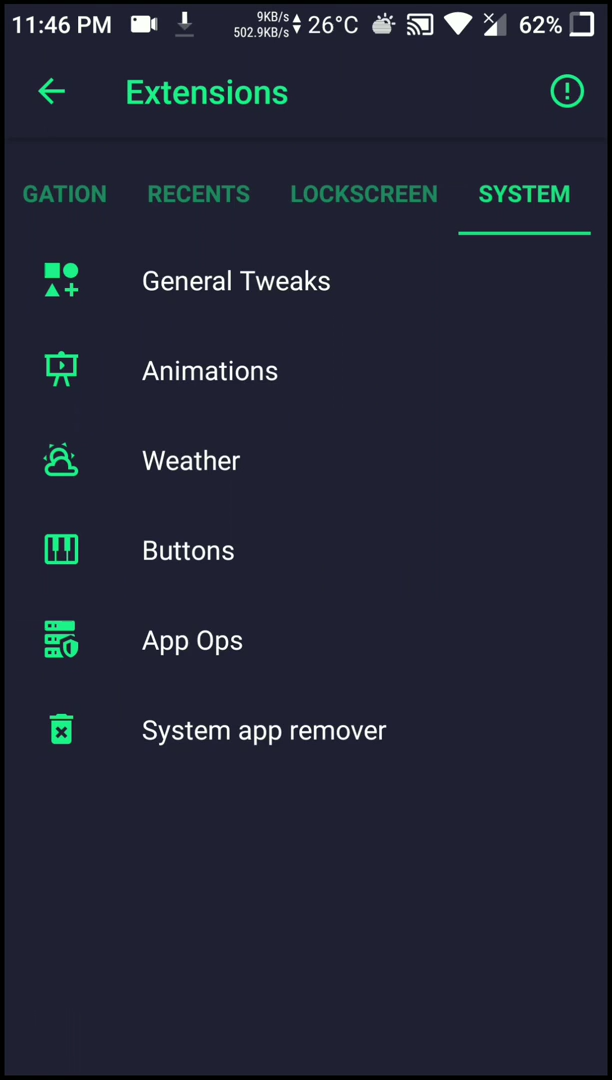 11:46 PM 9KB/s 502.9KB/s 26°C 62%
Extensions
GATION RECENTS LOCKSCREEN SYSTEM
General Tweaks
Animations
Weather
Buttons
App Ops
System app remover